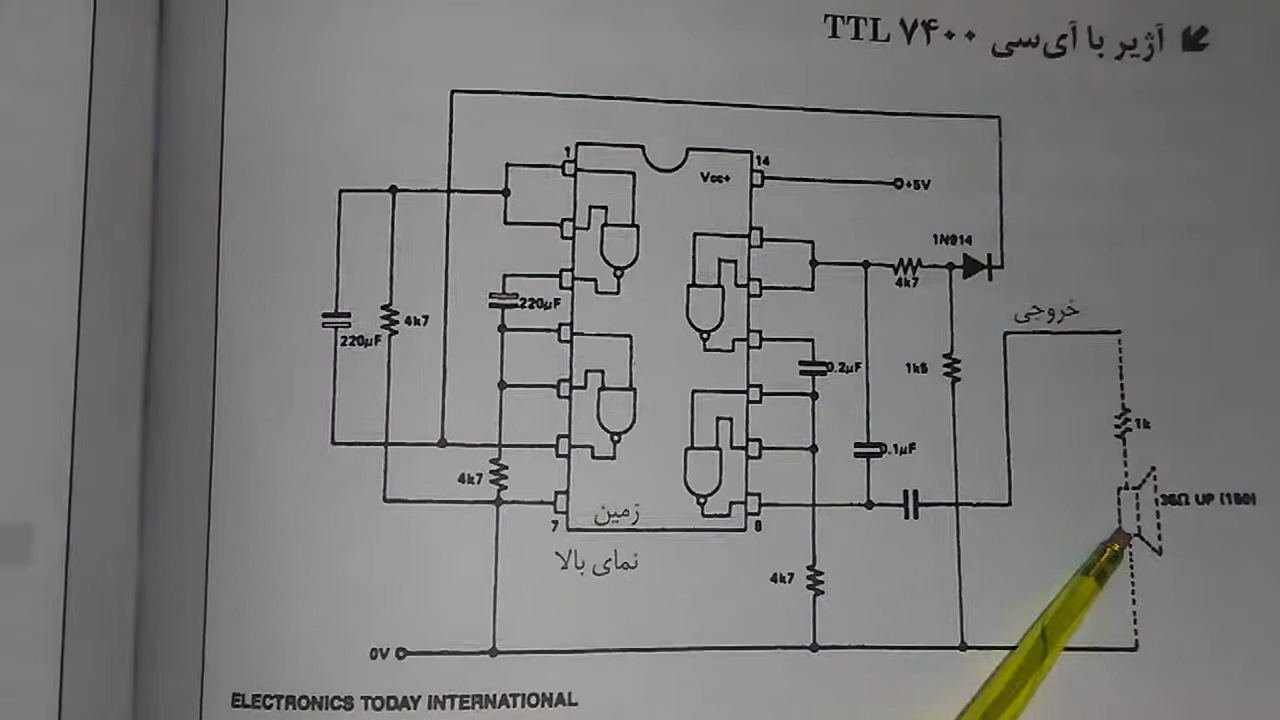 آژیر با آی‌سی ۷۴۰۰ TTL
1
14
Vcc+
+5V
1N914
4k7
خروجی
220μF
4k7
220μF
0.2μF
1k5
1k
4k7
0.1μF
36Ω UP (150)
زمین
7
8
نمای بالا
4k7
0V
ELECTRONICS TODAY INTERNATIONAL